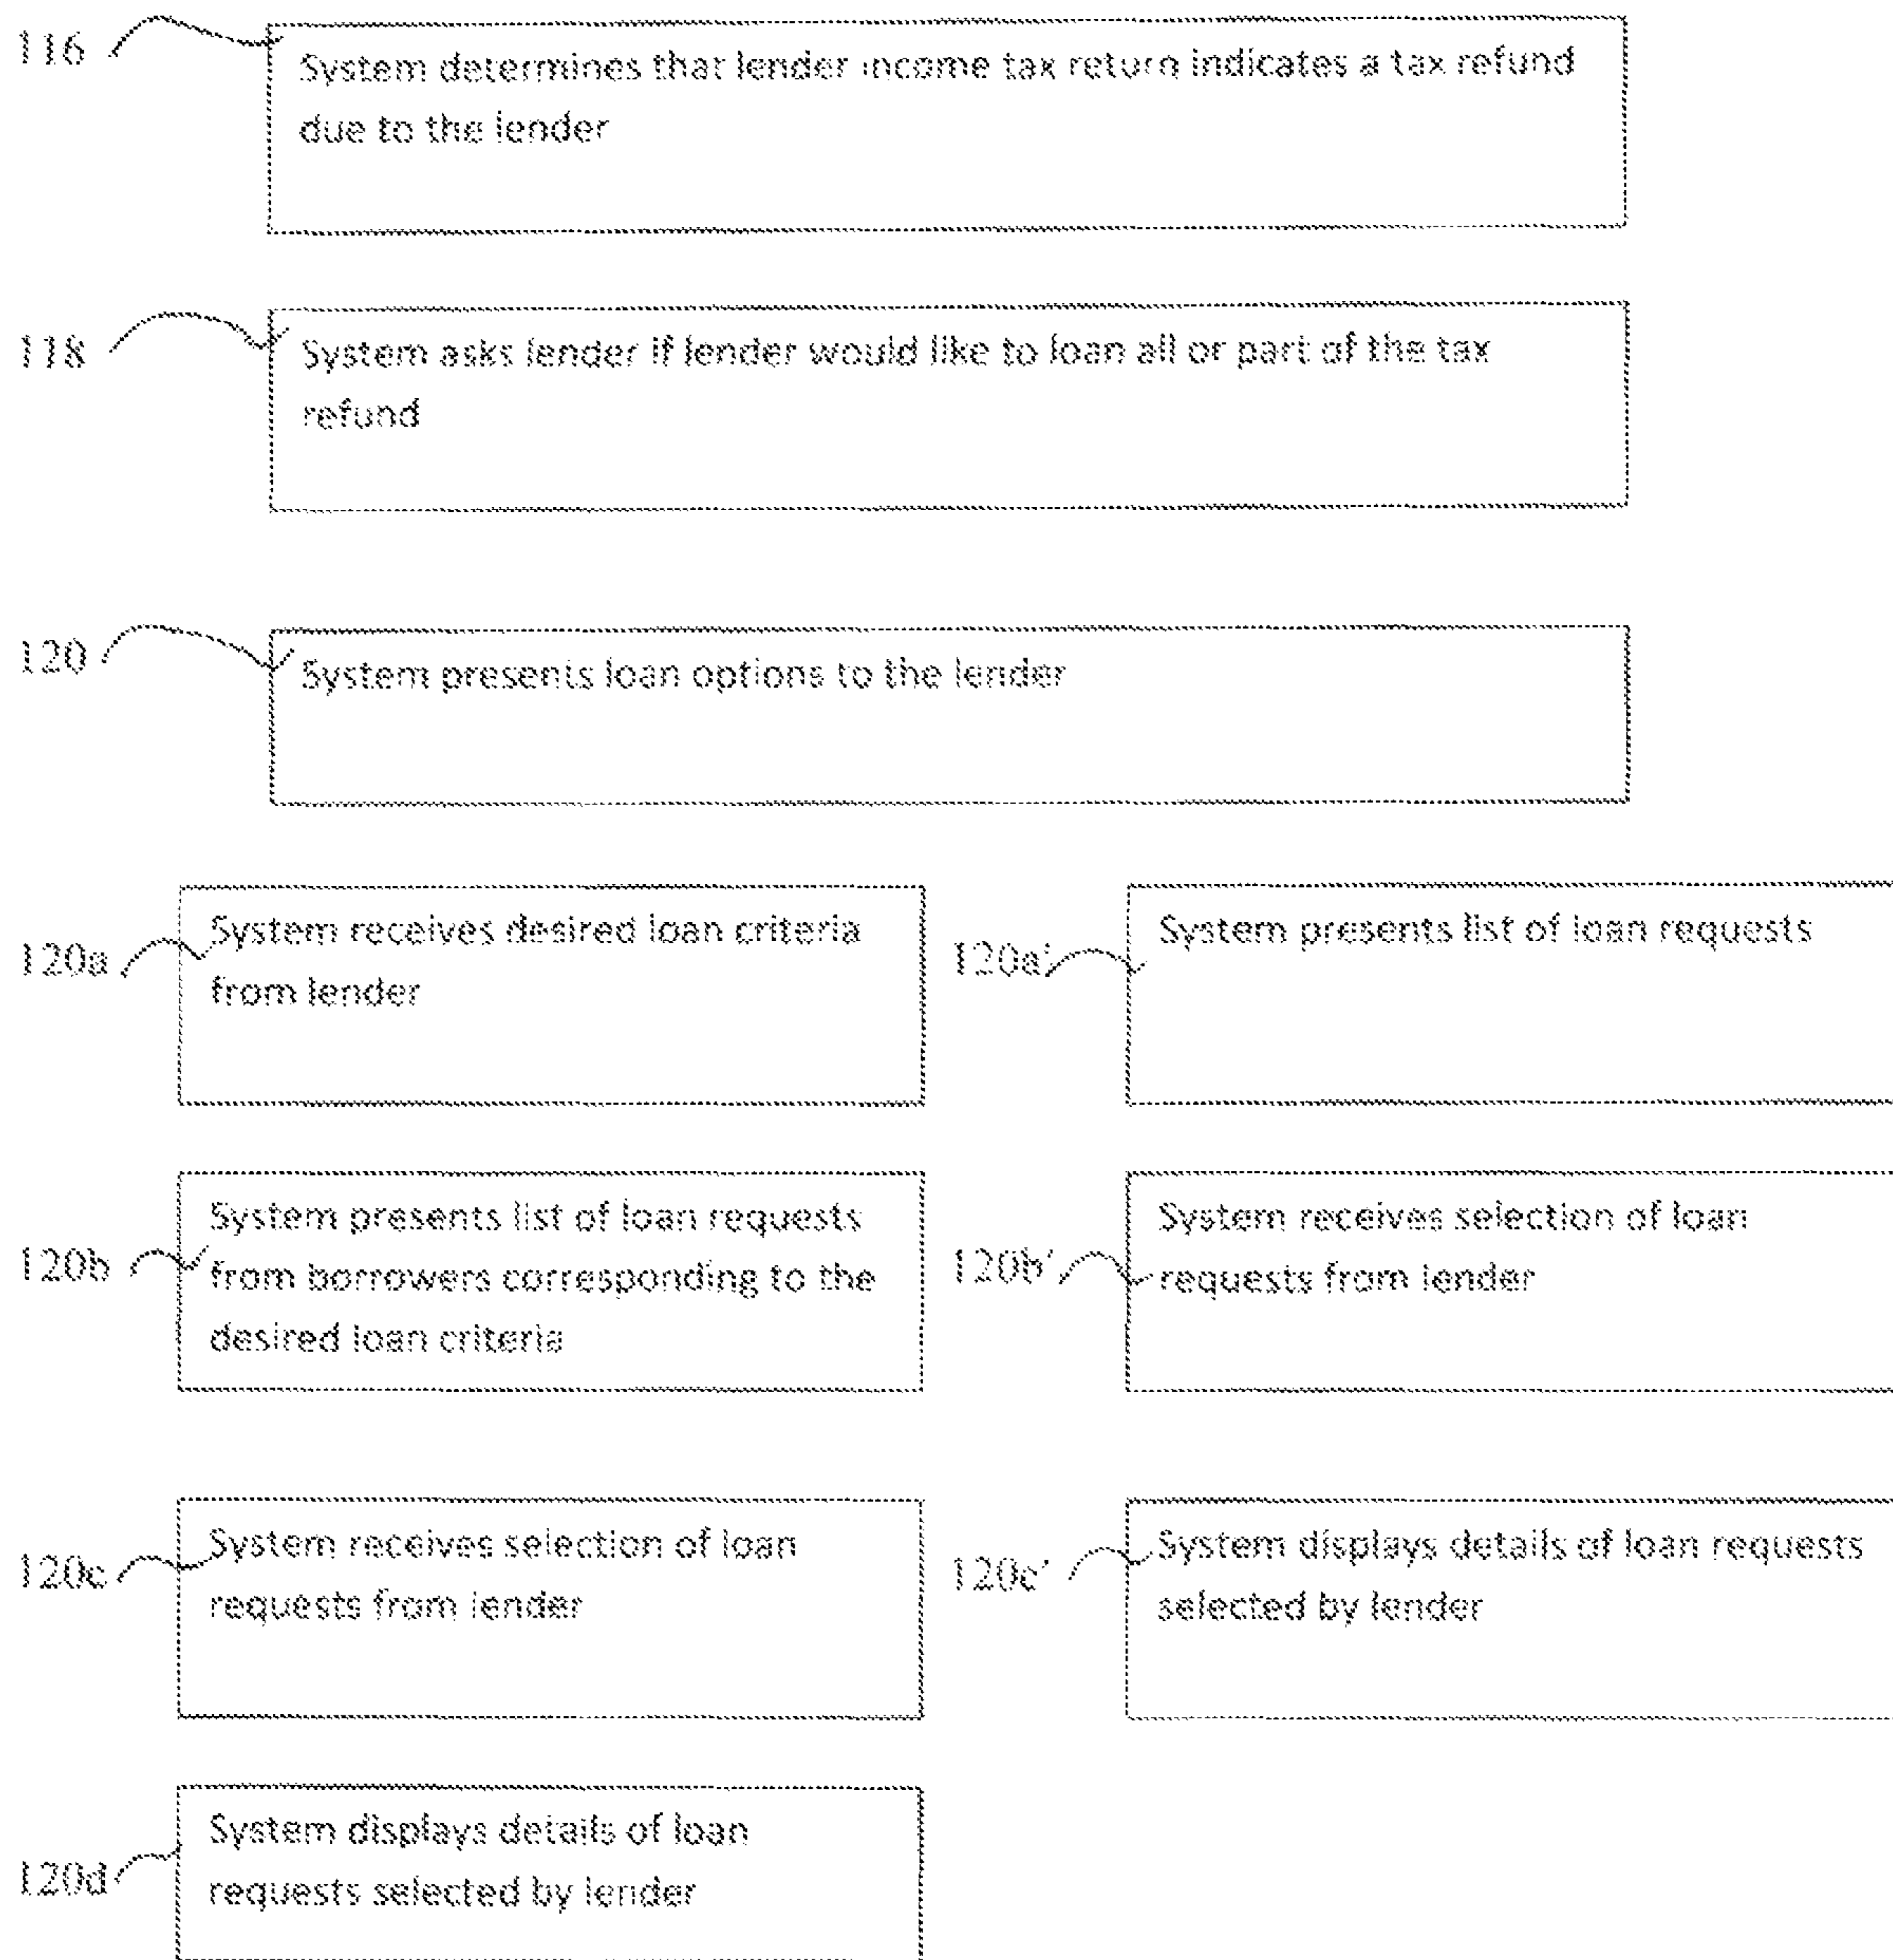 116
System determines that lender income tax return indicates a tax refund
due to the lender
118
System asks lender if lender would like to loan all or part of the tax
refund
120
System presents loan options to the lender
120a
System receives desired loan criteria
from lender
120a'
System presents list of loan requests
120b
System presents list of loan requests
from borrowers corresponding to the
desired loan criteria
120b'
System receives selection of loan
requests from lender
120c
System receives selection of loan
requests from lender
120c'
System displays details of loan requests
selected by lender
120d
System displays details of loan
requests selected by lender